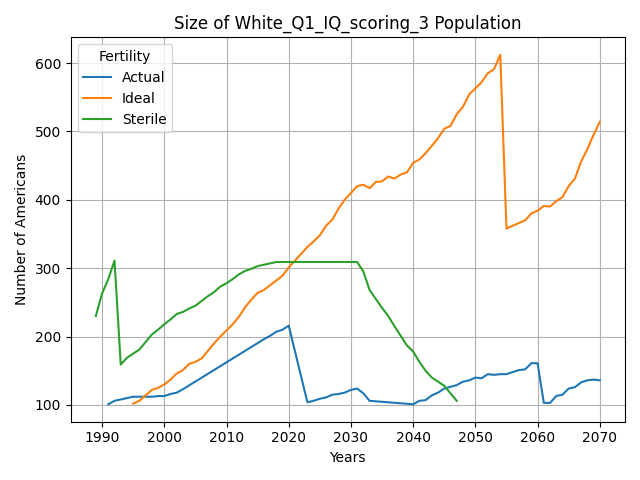 Size of White_Q1_IQ_scoring_3 Population
Fertility
Actual
Ideal
Sterile
Number of Americans
600
500
400
300
200
100
1990 2000 2010 2020 2030 2040 2050 2060 2070
Years